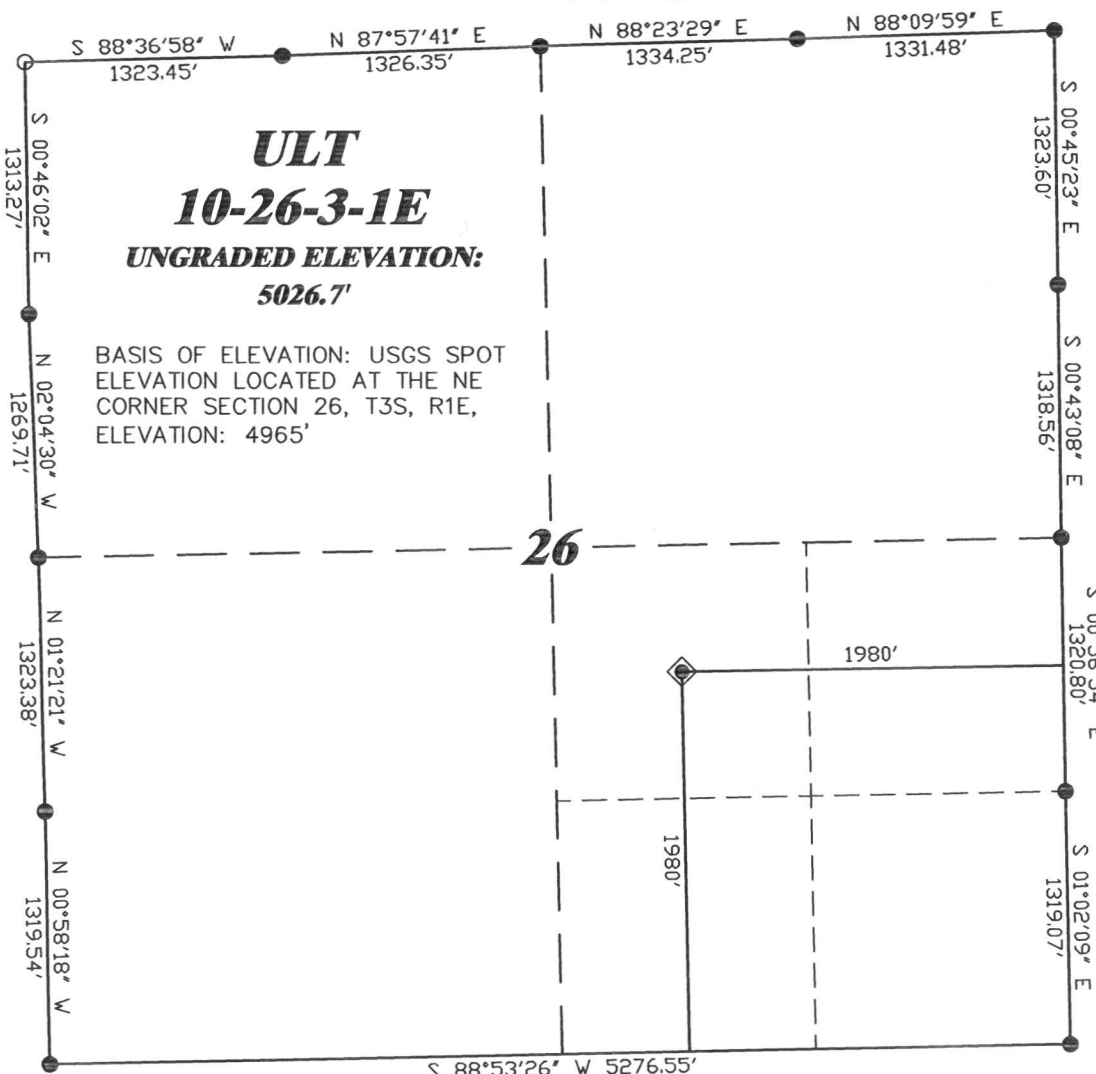 S 88°36'58" W
1323.45'
N 87°57'41" E
1326.35'
N 88°23'29" E
1334.25'
N 88°09'59" E
1331.48'
S 00°46'02" E
1313.27'
N 02°04'30" W
1269.71'
N 01°21'21" W
1323.38'
N 00°58'18" W
1319.54'
ULT
10-26-3-1E
UNGRADED ELEVATION:
5026.7'
BASIS OF ELEVATION: USGS SPOT
ELEVATION LOCATED AT THE NE
CORNER SECTION 26, T3S, R1E,
ELEVATION: 4965'
26
1980'
1980'
S 00°45'23" E
1323.60'
S 00°43'08" E
1318.56'
1320.80'
S 01°02'09" E
1319.07'
S 88°53'26" W 5276.55'